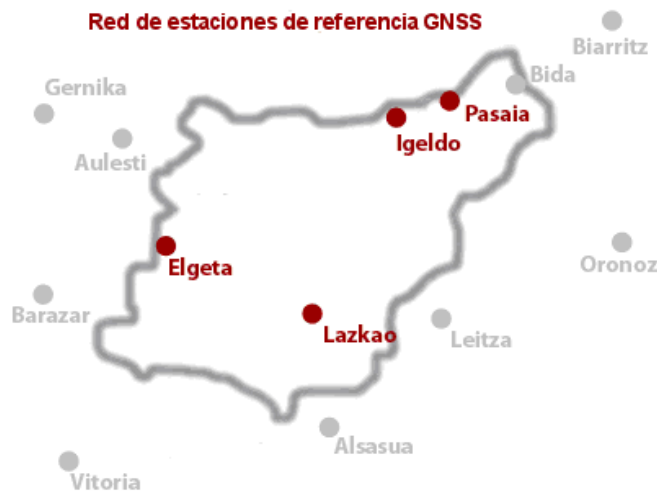 Red de estaciones de referencia GNSS
Biarritz
Bida
Gernika
Pasaia
Igeldo
Aulesti
Oronoz
Elgeta
Barazar
Lazkao
Leitza
Alsasua
Vitoria